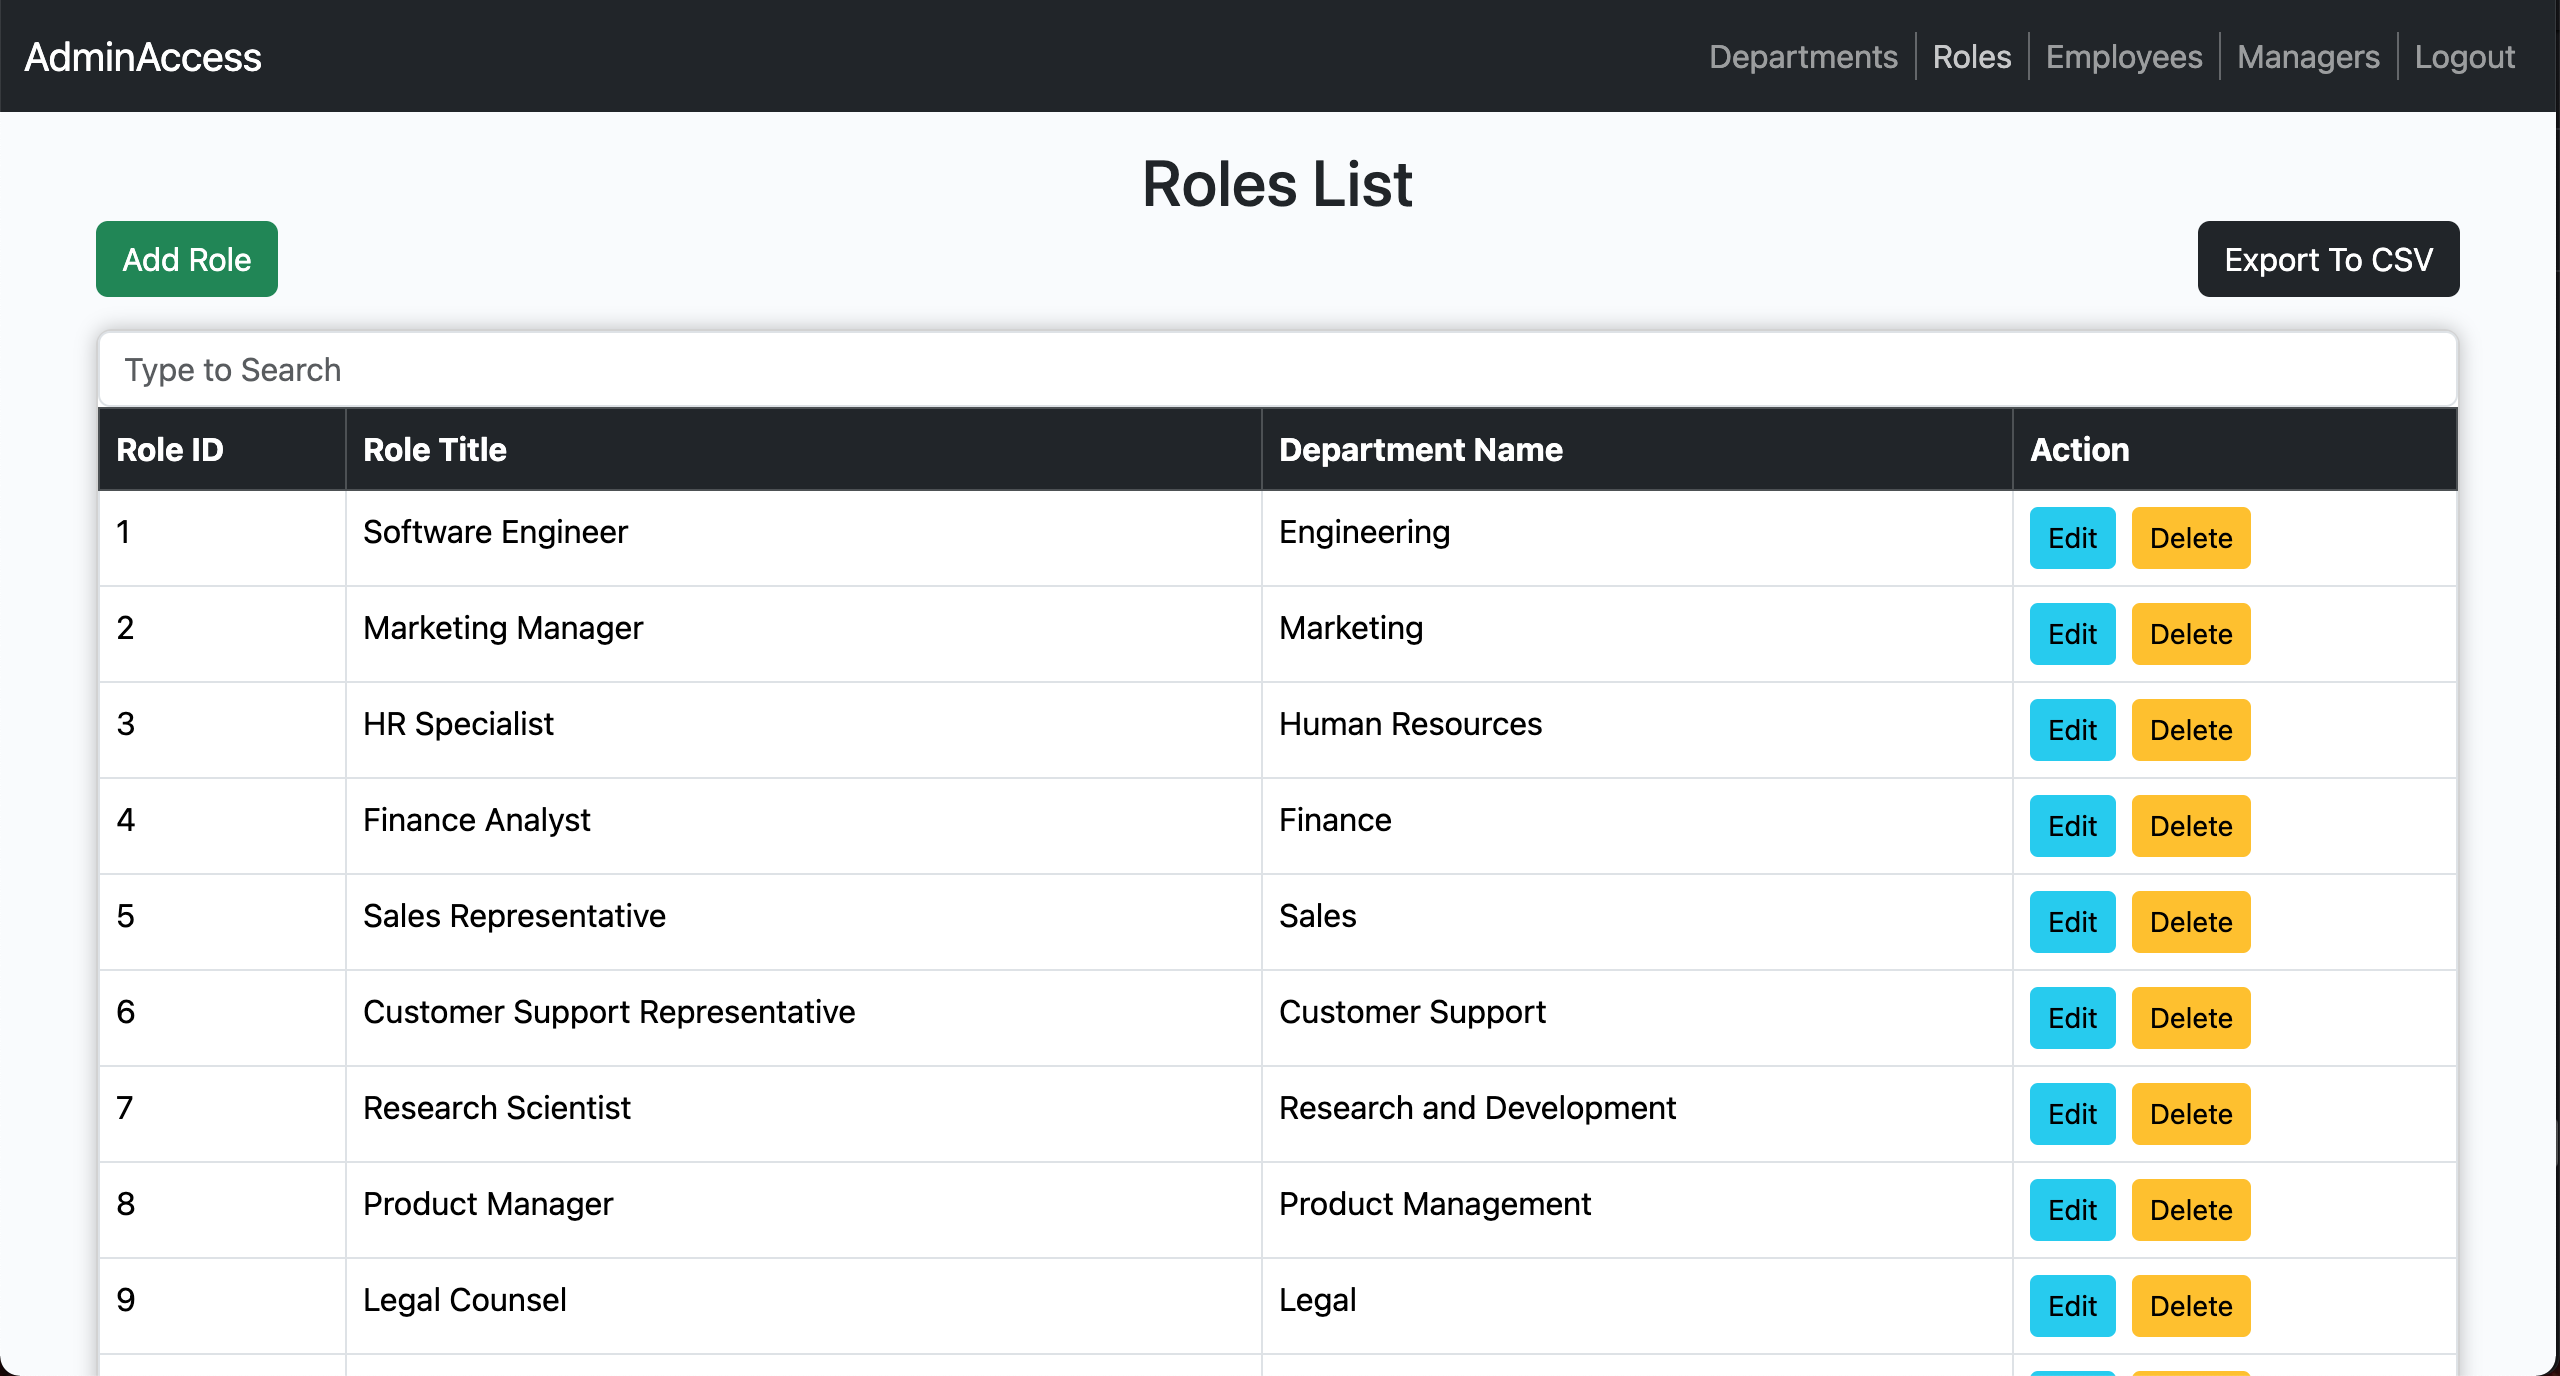 AdminAccess Departments Roles Employees Managers Logout
Roles List
Add Role Export To CSV
Type to Search
Role ID Role Title Department Name Action
1 Software Engineer Engineering Edit Delete
2 Marketing Manager Marketing Edit Delete
3 HR Specialist Human Resources Edit Delete
4 Finance Analyst Finance Edit Delete
5 Sales Representative Sales Edit Delete
6 Customer Support Representative Customer Support Edit Delete
7 Research Scientist Research and Development Edit Delete
8 Product Manager Product Management Edit Delete
9 Legal Counsel Legal Edit Delete